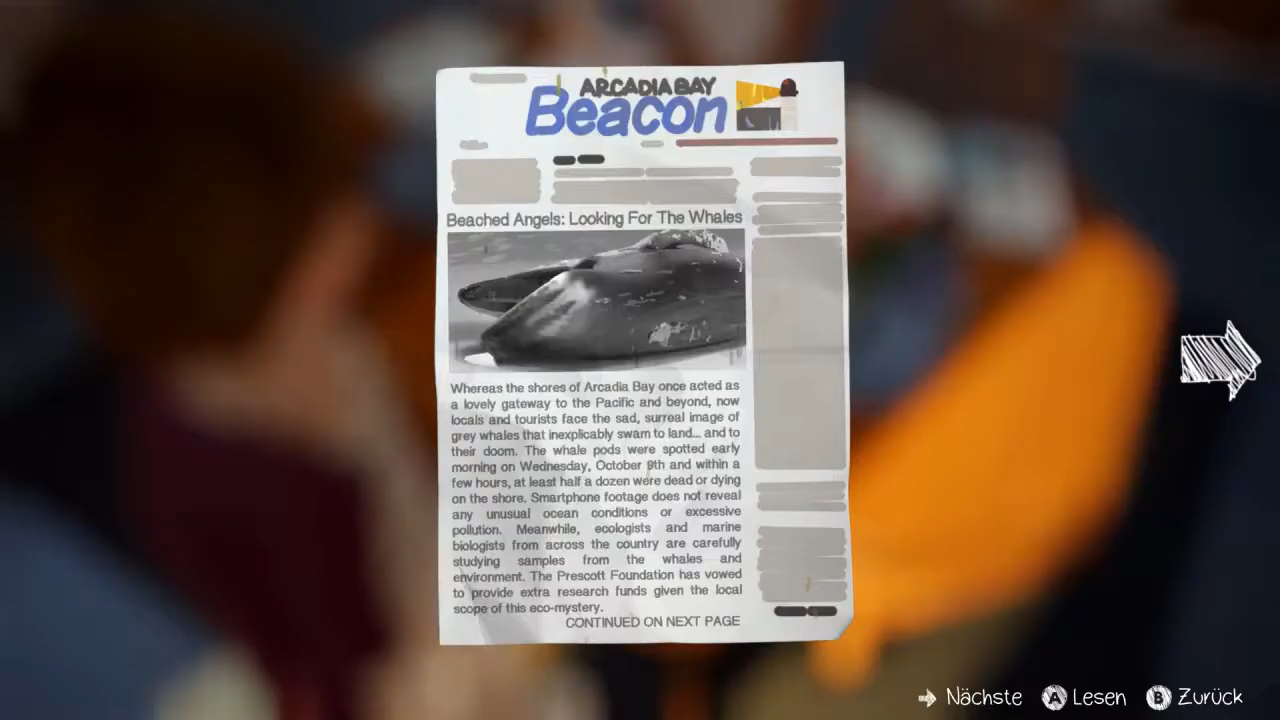 ARCADIA BAY
Beacon
Beached Angels: Looking For The Whales
Whereas the shores of Arcadia Bay once acted as
a lovely gateway to the Pacific and beyond, now
locals and tourists face the sad, surreal image of
grey whales that inexplicably swam to land... and to
their doom. The whale pods were spotted early
morning on Wednesday, October 9th and within a
few hours, at least half a dozen were dead or dying
on the shore. Smartphone footage does not reveal
any unusual ocean conditions or excessive
pollution. Meanwhile, ecologists and marine
biologists from across the country are carefully
studying samples from the whales and
environment. The Prescott Foundation has vowed
to provide extra research funds given the local
scope of this eco-mystery.
CONTINUED ON NEXT PAGE
Nächste A Lesen B Zurück